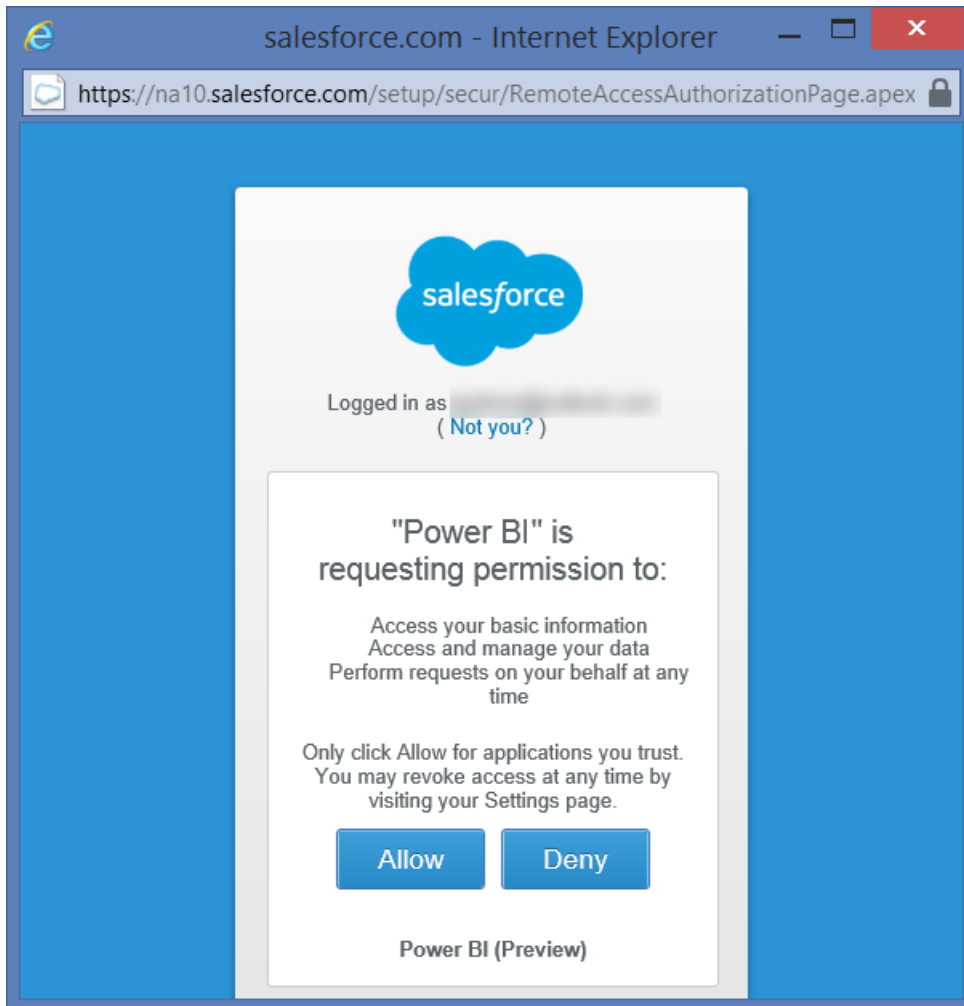 salesforce.com - Internet Explorer
https://na10.salesforce.com/setup/secur/RemoteAccessAuthorizationPage.apex
salesforce
Logged in as
( Not you? )
"Power BI" is
requesting permission to:
Access your basic information
Access and manage your data
Perform requests on your behalf at any
time
Only click Allow for applications you trust.
You may revoke access at any time by
visiting your Settings page.
Allow Deny
Power BI (Preview)